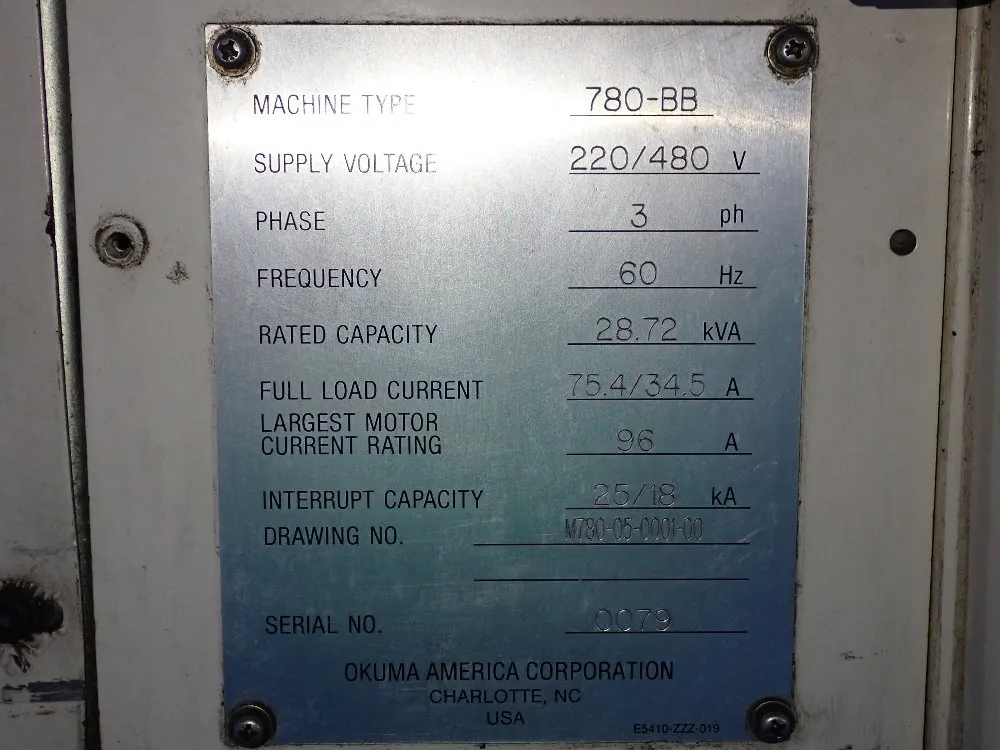 MACHINE TYPE 780-BB
SUPPLY VOLTAGE 220/480 V
PHASE 3 ph
FREQUENCY 60 Hz
RATED CAPACITY 28.72 kVA
FULL LOAD CURRENT 75.4/34.5 A
LARGEST MOTOR
CURRENT RATING 96 A
INTERRUPT CAPACITY 25/18 kA
DRAWING NO. M780-05-0001-00
SERIAL NO. 0079
OKUMA AMERICA CORPORATION
CHARLOTTE, NC
USA
E5410-ZZZ-019